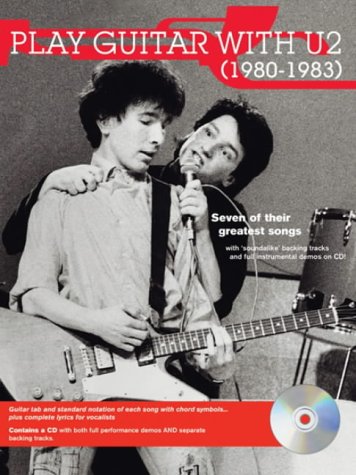 PLAY GUITAR WITH U2
(1980-1983)
Seven of their
greatest songs
with 'soundalike' backing tracks
and full instrumental demos on CD!
Guitar tab and standard notation of each song with chord symbols...
plus complete lyrics for vocalists
Contains a CD with both full performance demos AND separate
backing tracks.